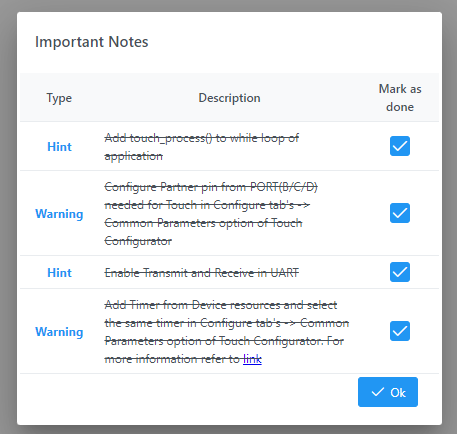 Important Notes
Type Description Mark as done
Hint Add touch_process() to while loop of
application
Warning Configure Partner pin from PORT(B/C/D)
needed for Touch in Configure tab's ->
Common Parameters option of Touch
Configurator
Hint Enable Transmit and Receive in UART
Warning Add Timer from Device resources and select
the same timer in Configure tab's -> Common
Parameters option of Touch Configurator. For
more information refer to link
Ok